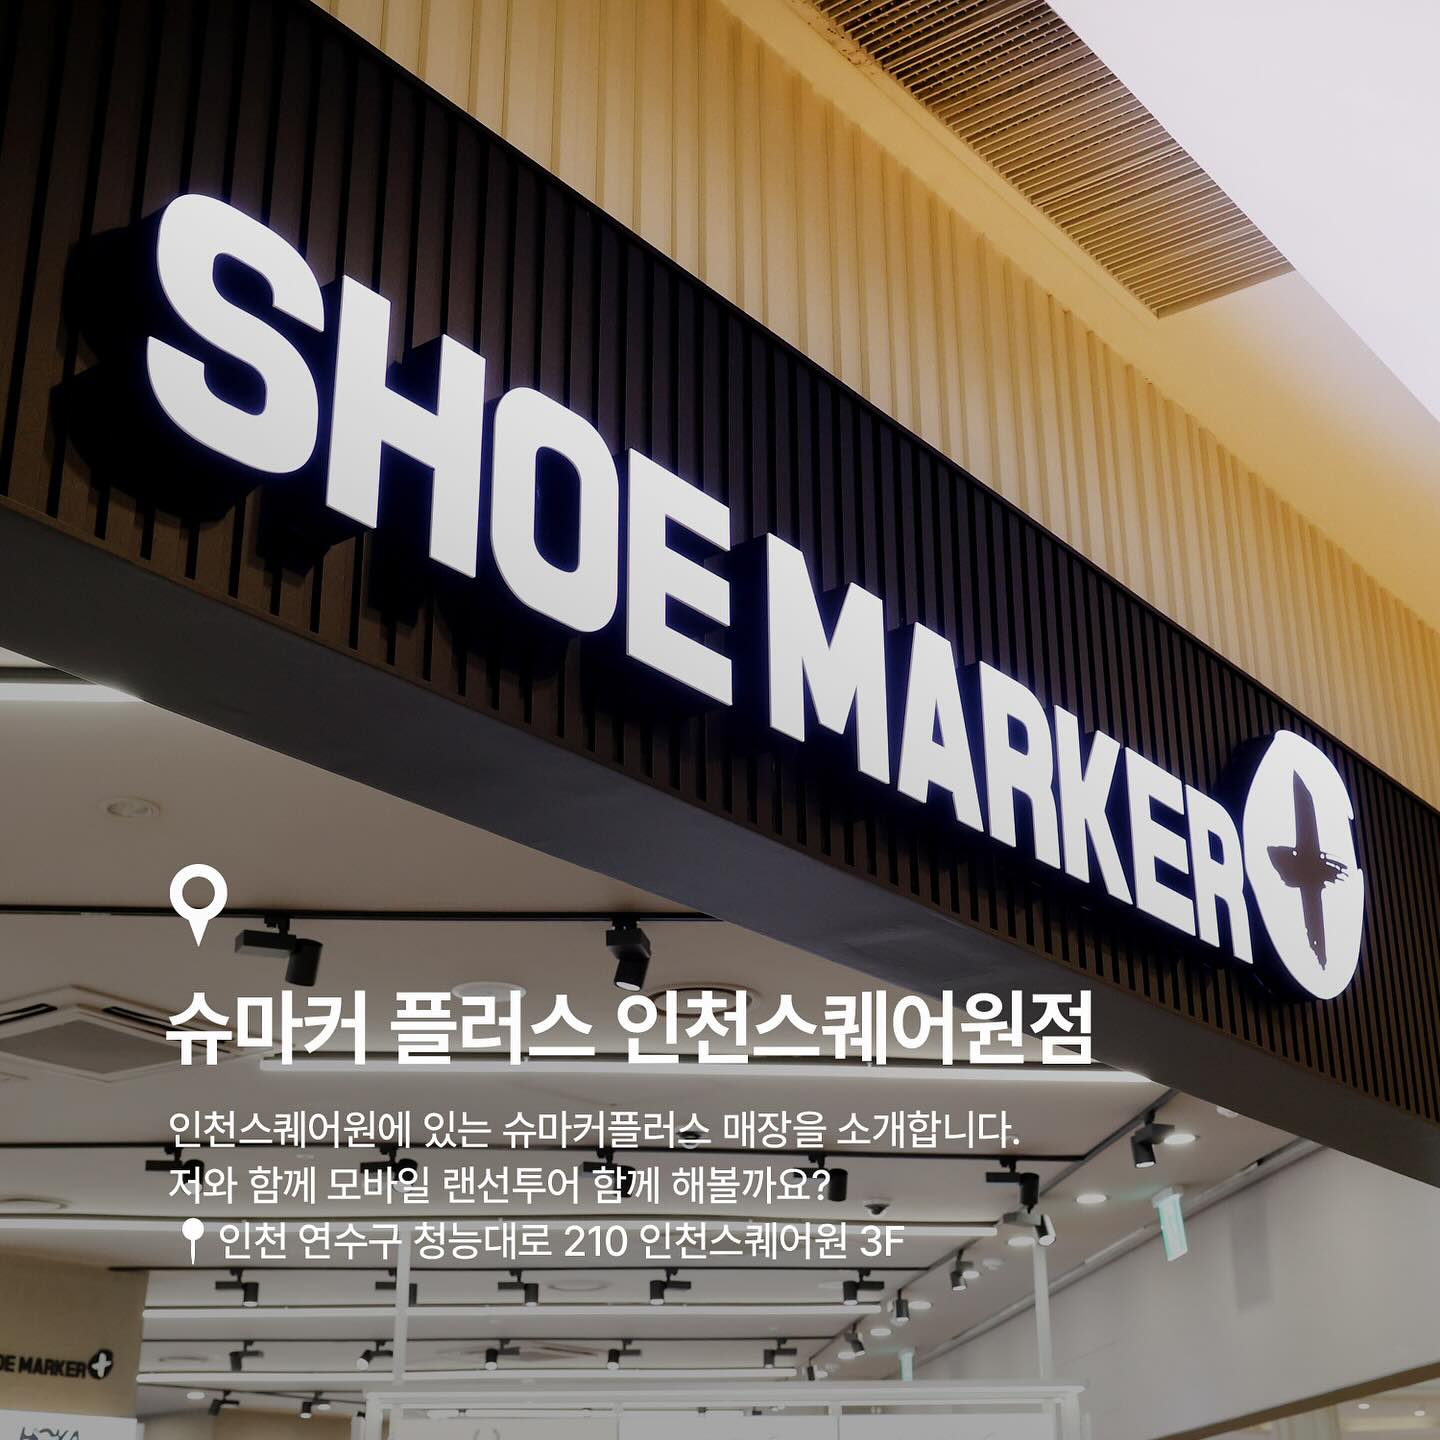 SHOE MARKER
슈마커 플러스 인천스퀘어원점
인천스퀘어원에 있는 슈마커플러스 매장을 소개합니다.
저와 함께 모바일 랜선투어 함께 해볼까요?
인천 연수구 청능대로 210 인천스퀘어원 3F
OE MARKER